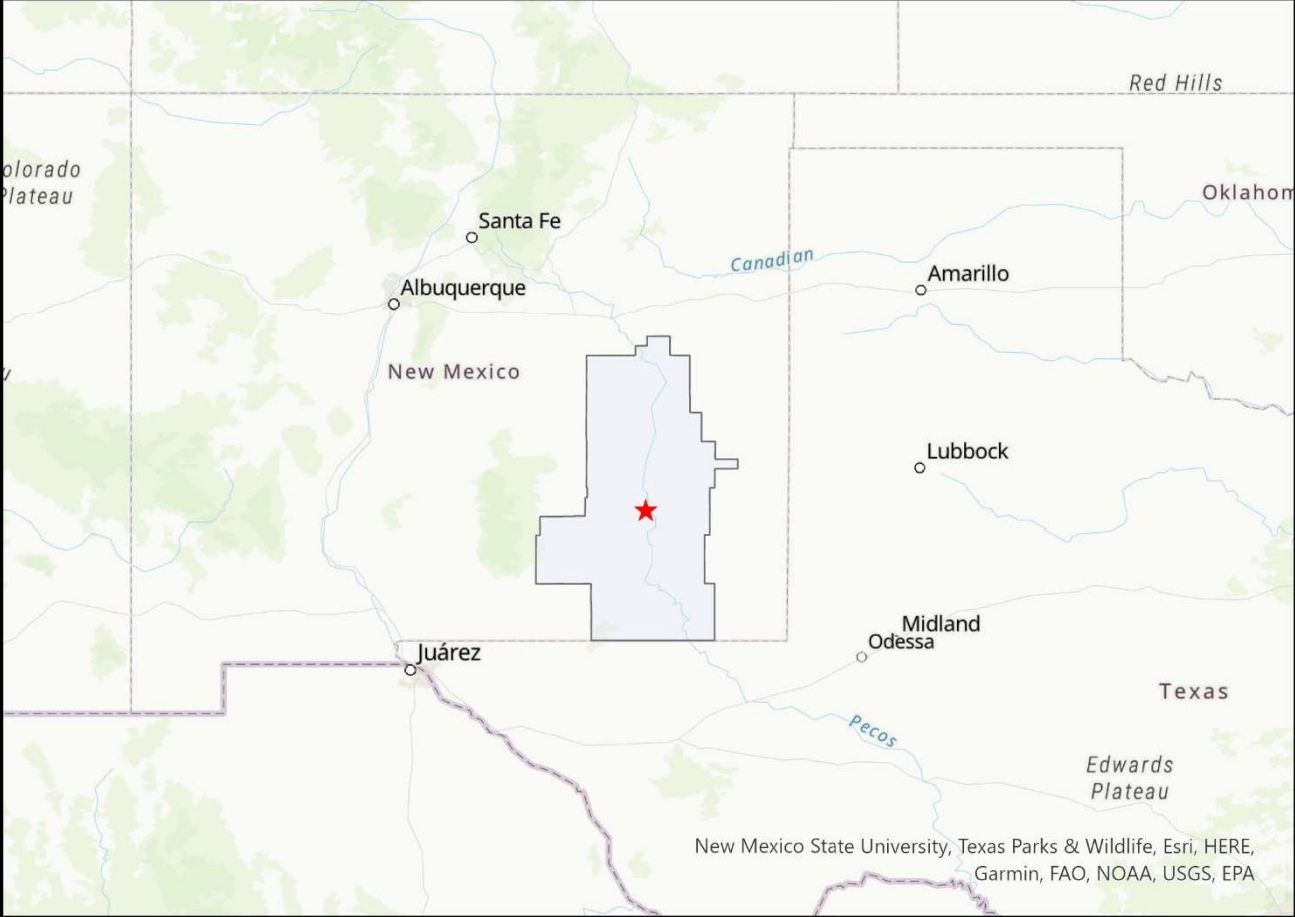 Red Hills
olorado
Plateau
Oklahom
Santa Fe
Canadian
Amarillo
Albuquerque
New Mexico
Lubbock
Midland
Odessa
Juárez
Texas
Pecos
Edwards
Plateau
New Mexico State University, Texas Parks & Wildlife, Esri, HERE,
Garmin, FAO, NOAA, USGS, EPA